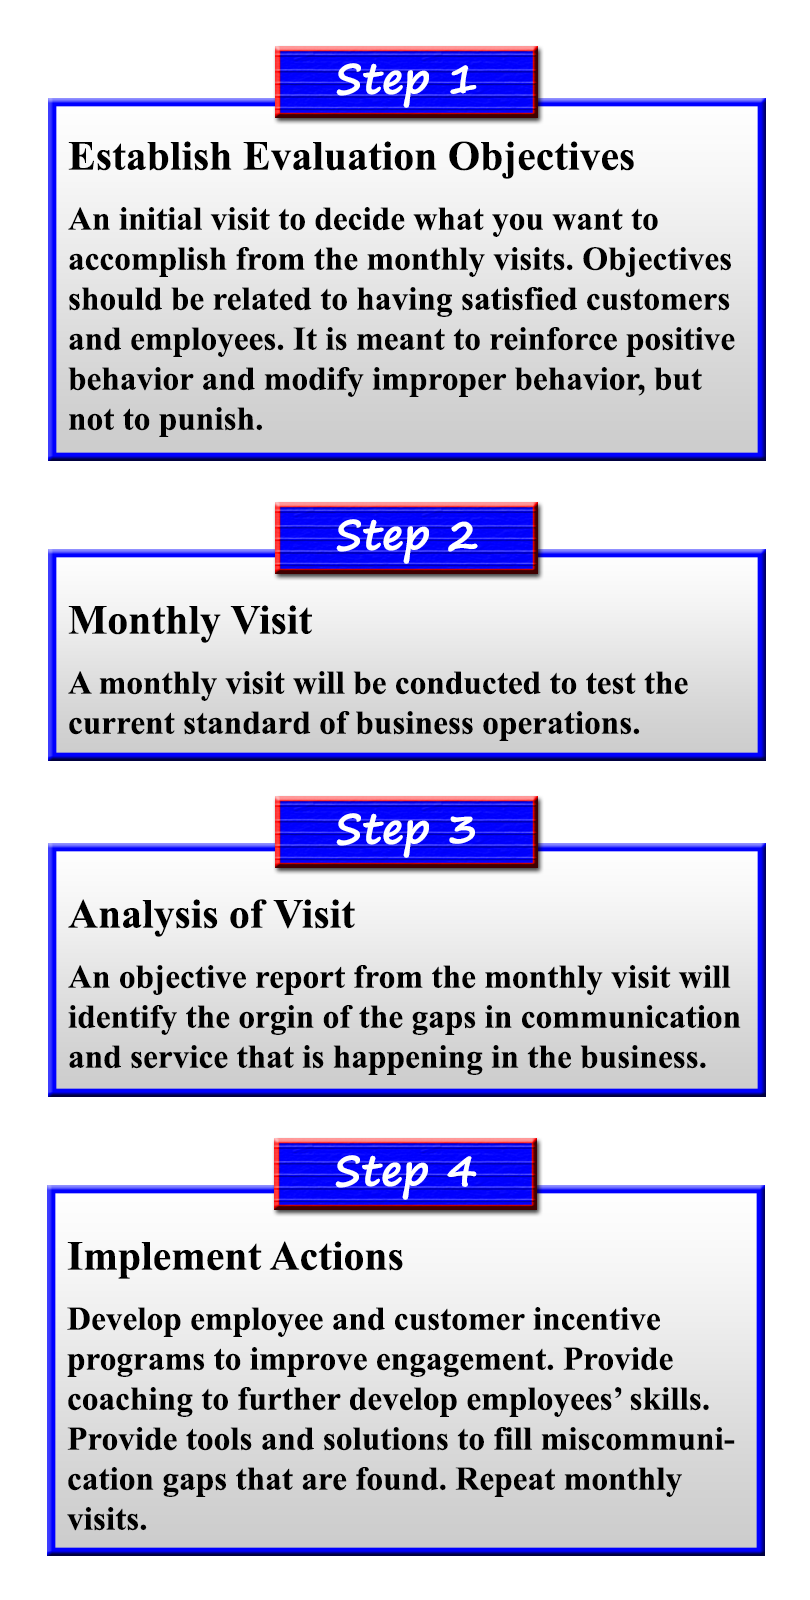 Step 1
Establish Evaluation Objectives
An initial visit to decide what you want to
accomplish from the monthly visits. Objectives
should be related to having satisfied customers
and employees. It is meant to reinforce positive
behavior and modify improper behavior, but
not to punish.
Step 2
Monthly Visit
A monthly visit will be conducted to test the
current standard of business operations.
Step 3
Analysis of Visit
An objective report from the monthly visit will
identify the orgin of the gaps in communication
and service that is happening in the business.
Step 4
Implement Actions
Develop employee and customer incentive
programs to improve engagement. Provide
coaching to further develop employees’ skills.
Provide tools and solutions to fill miscommuni-
cation gaps that are found. Repeat monthly
visits.